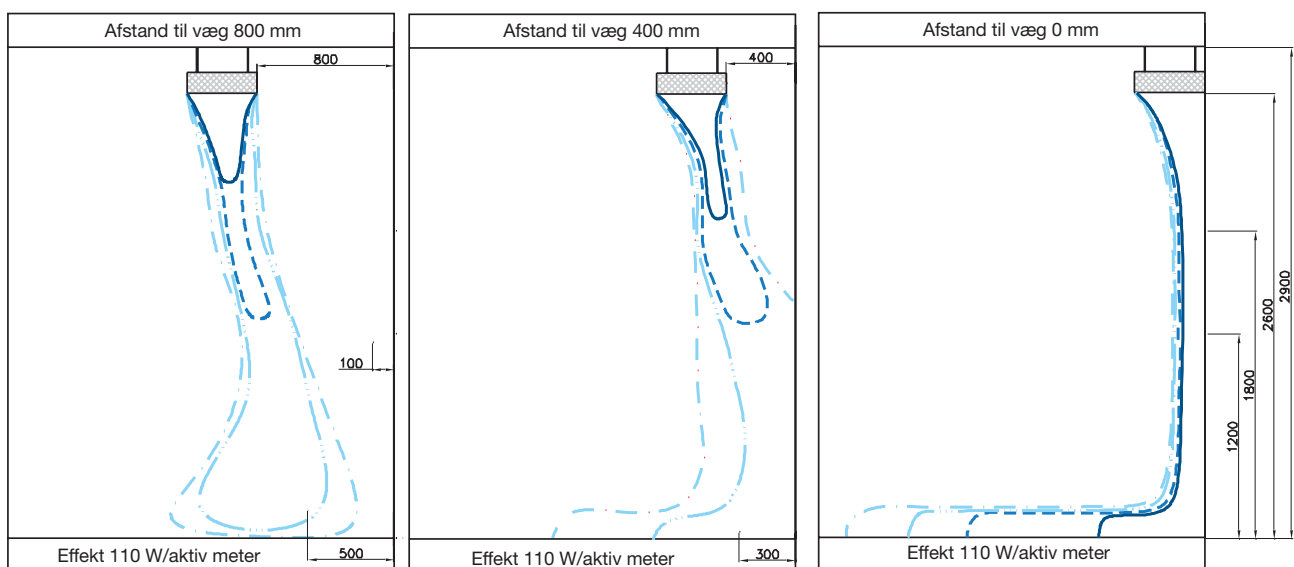 Afstand til væg 800 mm
800
100
500
Effekt 110 W/aktiv meter
Afstand til væg 400 mm
400
300
Effekt 110 W/aktiv meter
Afstand til væg 0 mm
1200
1800
2600
2900
Effekt 110 W/aktiv meter